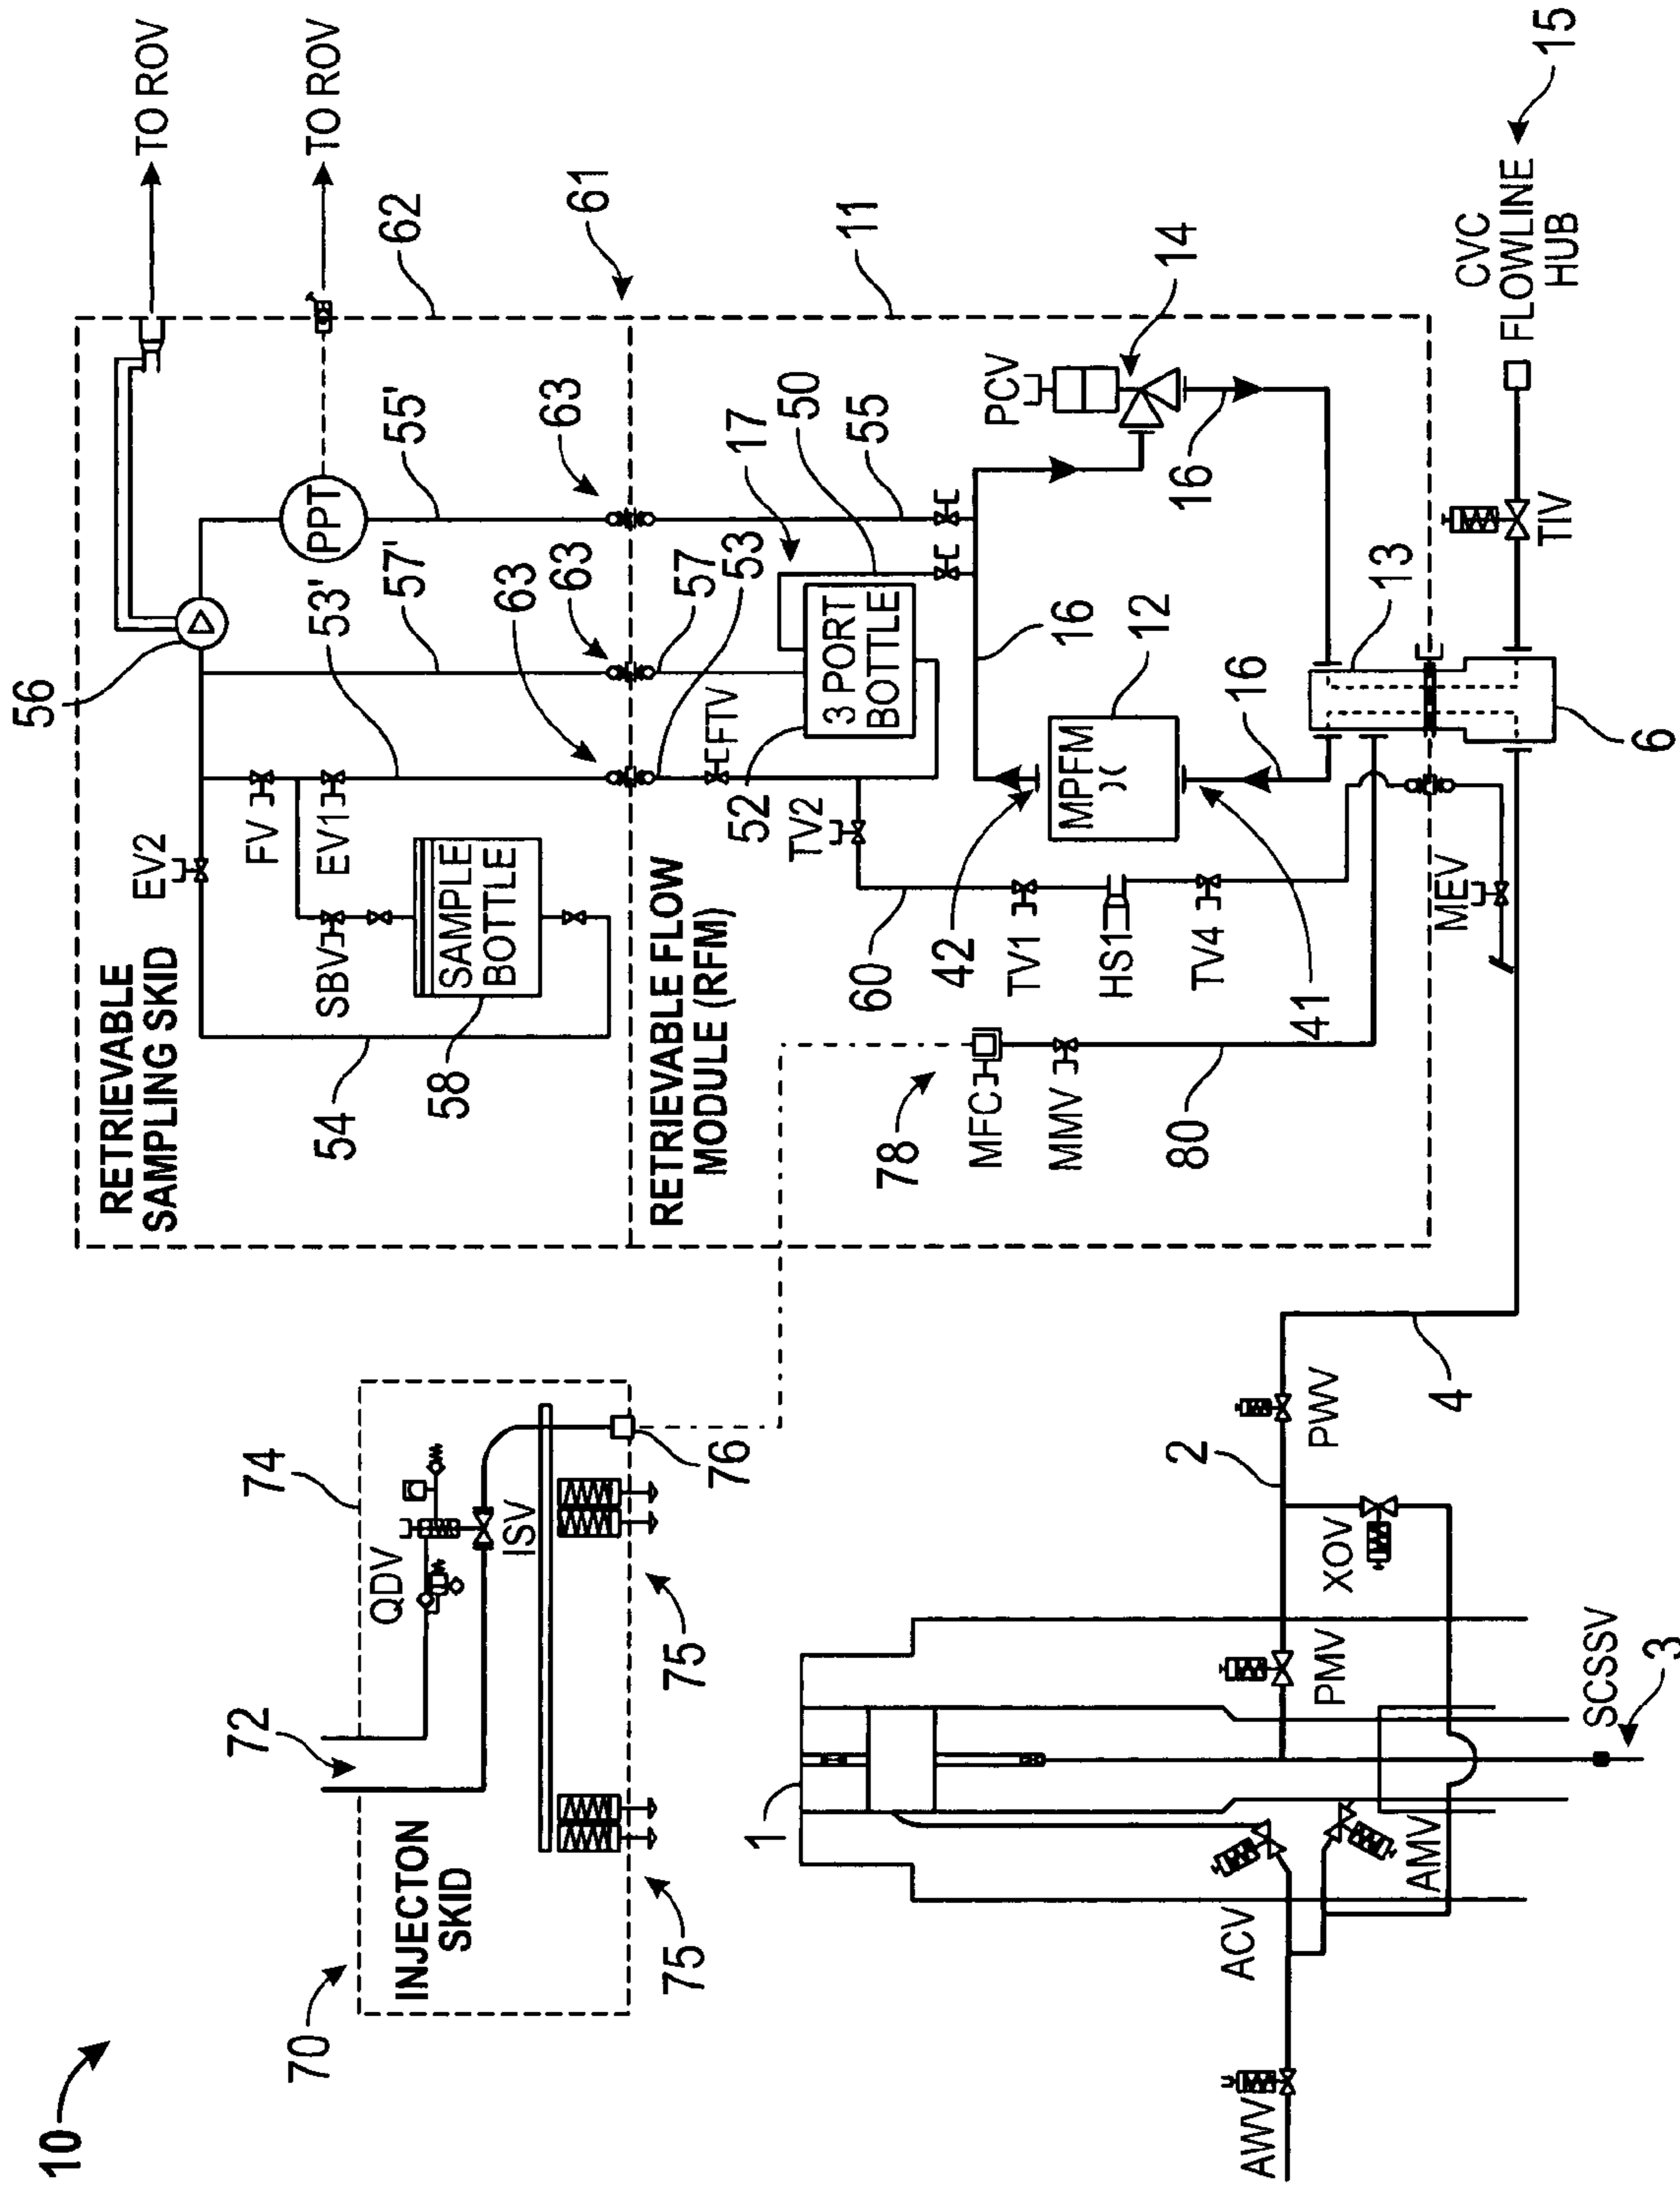 10
70
72
74
INJECTON
SKID
QDV
ISV
75
75
76
1
AWV
ACV
AMV
PMV
XOV
SCSSV
3
2
PWV
4
56
TO ROV
TO ROV
62
61
RETRIEVABLE
SAMPLING SKID
EV2
FV
EV1
SBV
SAMPLE
BOTTLE
54
58
53'
57'
55'
PPT
63
63
63
RETRIEVABLE FLOW
MODULE (RFM)
11
57
53
17
50
55
FTV
3 PORT
BOTTLE
52
TV2
60
TV1
HS1
TV4
42
41
MPFM
12
16
16
16
PCV
14
13
78
MFC
MMV
80
MEV
6
TIV
CVC
FLOWLINE
HUB
15